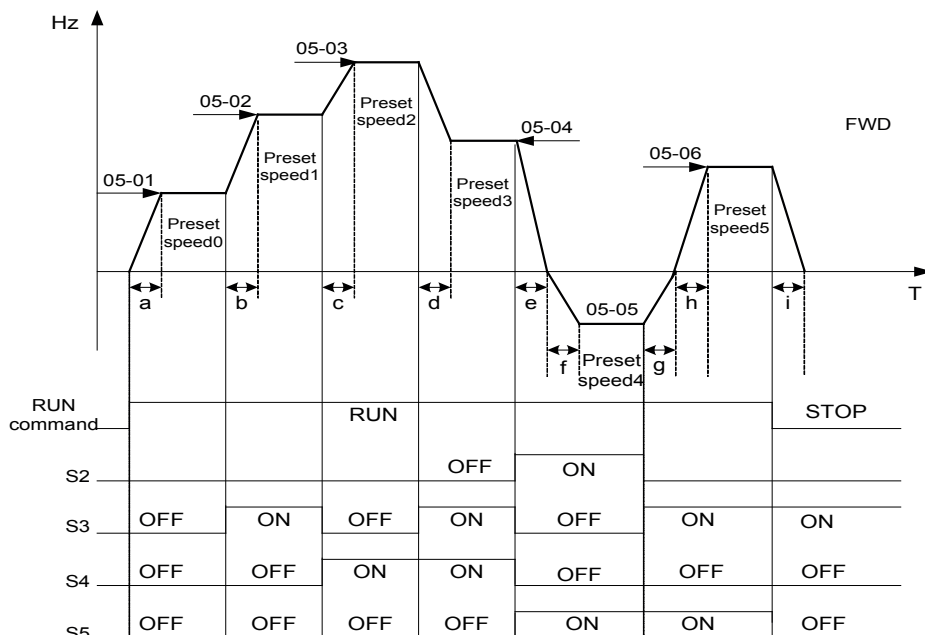 Hz
05-03
05-02
05-01
05-04
05-06
FWD
Preset
speed0
Preset
speed1
Preset
speed2
Preset
speed3
Preset
speed5
T
a
b
c
d
e
h
i
05-05
f
g
Preset
speed4
RUN
command
RUN
STOP
S2
OFF
ON
S3
OFF
ON
OFF
ON
OFF
ON
ON
S4
OFF
OFF
ON
ON
OFF
OFF
OFF
S5
OFF
OFF
OFF
OFF
ON
ON
OFF